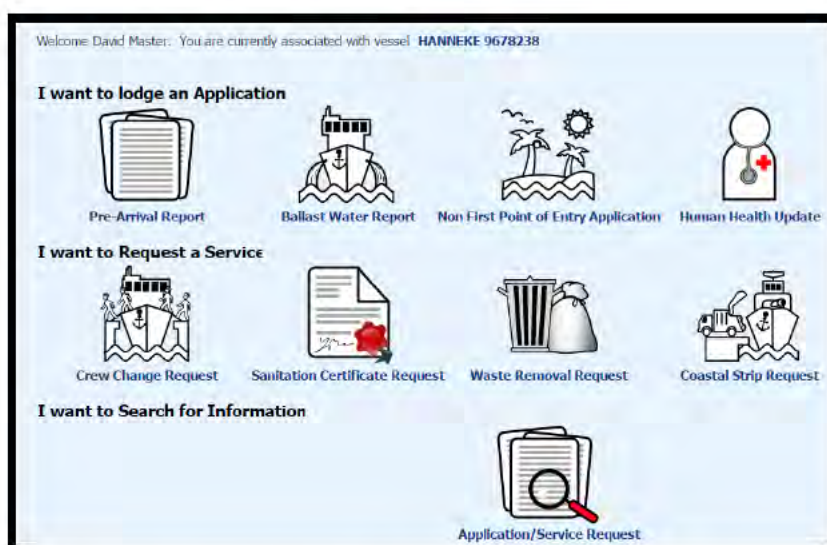 Welcome David Master. You are currently associated with vessel HANNEKE 9678238
I want to lodge an Application
Pre-Arrival Report Ballast Water Report Non First Point of Entry Application Human Health Update
I want to Request a Service
Crew Change Request Sanitation Certificate Request Waste Removal Request Coastal Strip Request
I want to Search for Information
Application/Service Request